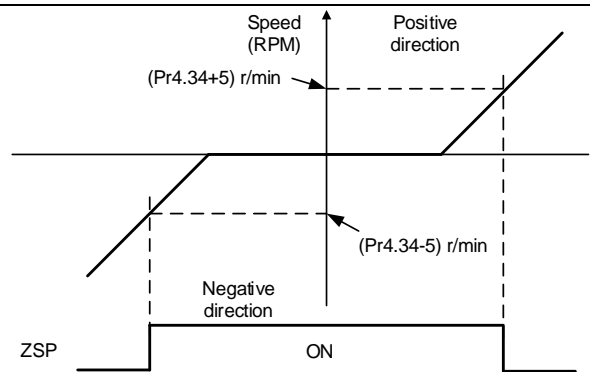 Speed
(RPM)
Positive
direction
(Pr4.34+5) r/min
(Pr4.34-5) r/min
Negative
direction
ZSP
ON